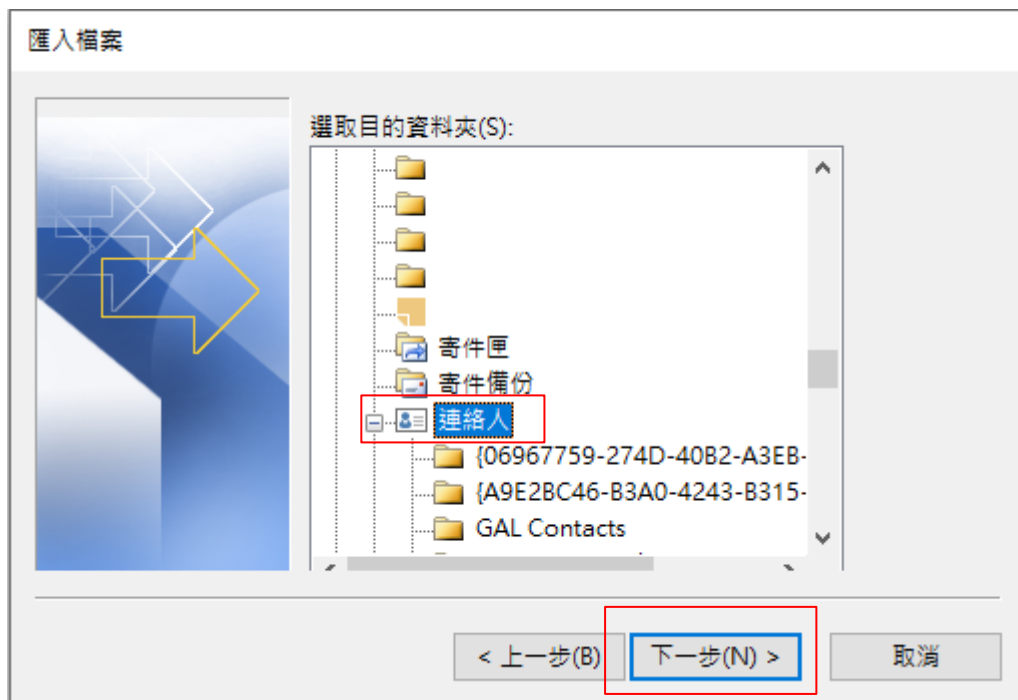 匯入檔案
選取目的資料夾(S):
寄件匣
寄件備份
連絡人
{06967759-274D-40B2-A3EB-
{A9E2BC46-B3A0-4243-B315-
GAL Contacts
< 上一步(B)
下一步(N) >
取消